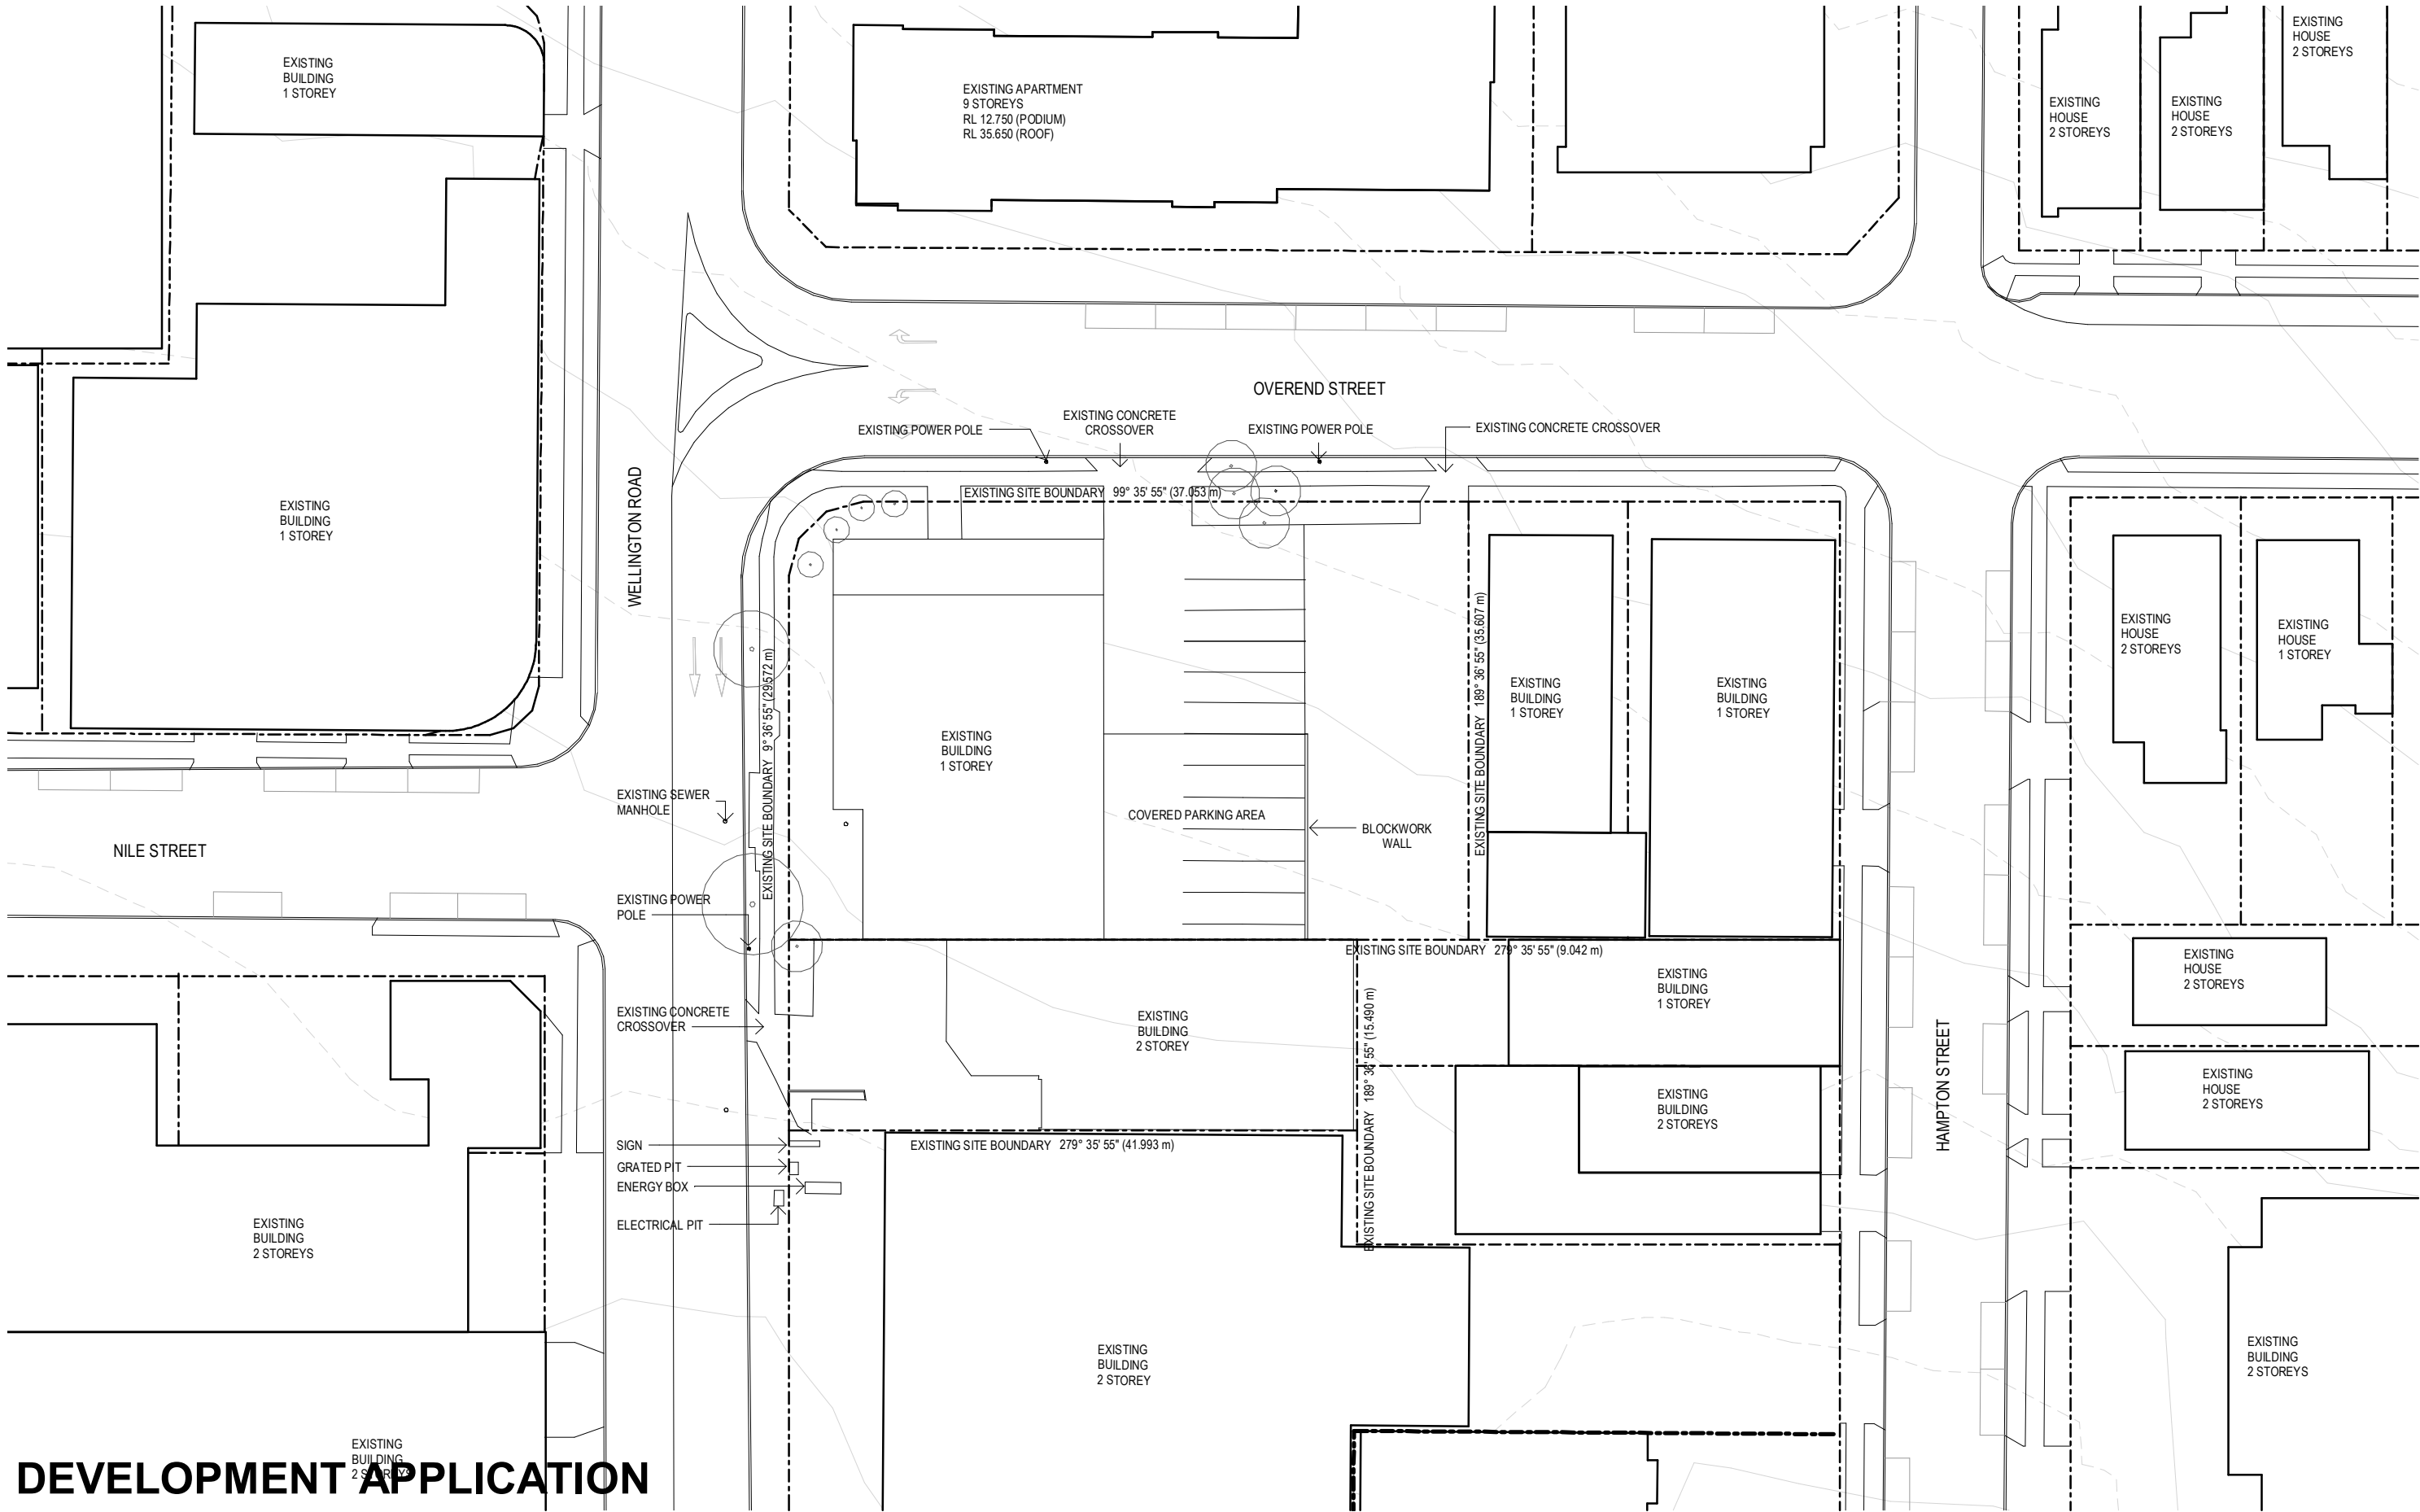 EXISTING
BUILDING
1 STOREY
EXISTING APARTMENT
9 STOREYS
RL 12.750 (PODIUM)
RL 35.650 (ROOF)
EXISTING
HOUSE
2 STOREYS
EXISTING
HOUSE
2 STOREYS
EXISTING
HOUSE
2 STOREYS
OVEREND STREET
EXISTING POWER POLE
EXISTING CONCRETE
CROSSOVER
EXISTING POWER POLE
EXISTING CONCRETE CROSSOVER
WELLINGTON ROAD
EXISTING SITE BOUNDARY 99° 35' 55" (37.053 m)
EXISTING
BUILDING
1 STOREY
EXISTING SITE BOUNDARY 9° 36' 55" (29.572 m)
EXISTING
BUILDING
1 STOREY
COVERED PARKING AREA
BLOCKWORK
WALL
EXISTING SITE BOUNDARY 189° 36' 55" (35.607 m)
EXISTING
BUILDING
1 STOREY
EXISTING
BUILDING
1 STOREY
EXISTING
HOUSE
2 STOREYS
EXISTING
HOUSE
1 STOREY
EXISTING SEWER
MANHOLE
NILE STREET
EXISTING POWER
POLE
EXISTING SITE BOUNDARY 279° 35' 55" (9.042 m)
EXISTING
HOUSE
2 STOREYS
EXISTING
BUILDING
1 STOREY
EXISTING CONCRETE
CROSSOVER
EXISTING
BUILDING
2 STOREY
EXISTING SITE BOUNDARY 189° 36' 55" (15.490 m)
HAMPTON STREET
EXISTING
HOUSE
2 STOREYS
EXISTING
BUILDING
2 STOREYS
SIGN
EXISTING SITE BOUNDARY 279° 35' 55" (41.993 m)
GRATED PIT
ENERGY BOX
ELECTRICAL PIT
EXISTING
BUILDING
2 STOREYS
EXISTING
BUILDING
2 STOREY
EXISTING
BUILDING
2 STOREYS
EXISTING
BUILDING
2 STOREYS
DEVELOPMENT APPLICATION